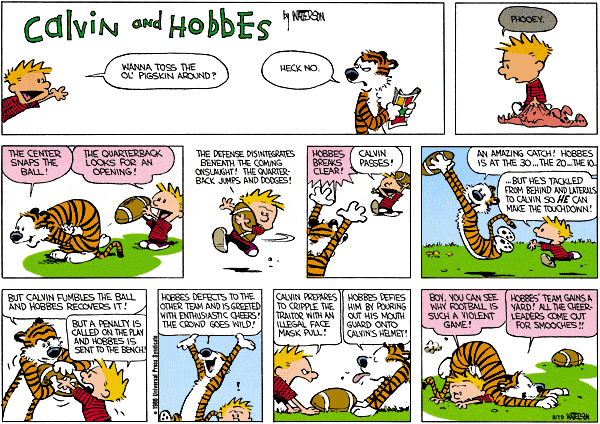 Calvin and HobbEs
by WATTERSON
WANNA TOSS THE
OL' PIGSKIN AROUND?
HECK NO.
PHOOEY.
THE CENTER
SNAPS THE
BALL!
THE QUARTERBACK
LOOKS FOR AN
OPENING!
THE DEFENSE DISINTEGRATES
BENEATH THE COMING
ONSLAUGHT! THE QUARTER-
BACK JUMPS AND DODGES!
HOBBES
BREAKS
CLEAR!
CALVIN
PASSES!
AN AMAZING CATCH! HOBBES
IS AT THE 30...THE 20...THE 10..
...BUT HE'S TACKLED
FROM BEHIND AND LATERALS
TO CALVIN SO HE CAN
MAKE THE TOUCHDOWN!
BUT CALVIN FUMBLES THE BALL
AND HOBBES RECOVERS IT!
BUT A PENALTY IS
CALLED ON THE PLAY
AND HOBBES IS
SENT TO THE BENCH!
HOBBES DEFECTS TO THE
OTHER TEAM AND IS GREETED
WITH ENTHUSIASTIC CHEERS!
THE CROWD GOES WILD!
!
© 1988 Universal Press Syndicate
CALVIN PREPARES
TO CRIPPLE THE
TRAITOR WITH AN
ILLEGAL FACE
MASK PULL!
HOBBES DEFIES
HIM BY POURING
OUT HIS MOUTH
GUARD ONTO
CALVIN'S HELMET!
BOY, YOU CAN SEE
WHY FOOTBALL IS
SUCH A VIOLENT
GAME!
HOBBES' TEAM GAINS A
YARD! ALL THE CHEER-
LEADERS COME OUT
FOR SMOOCHES!!
WATTERSON